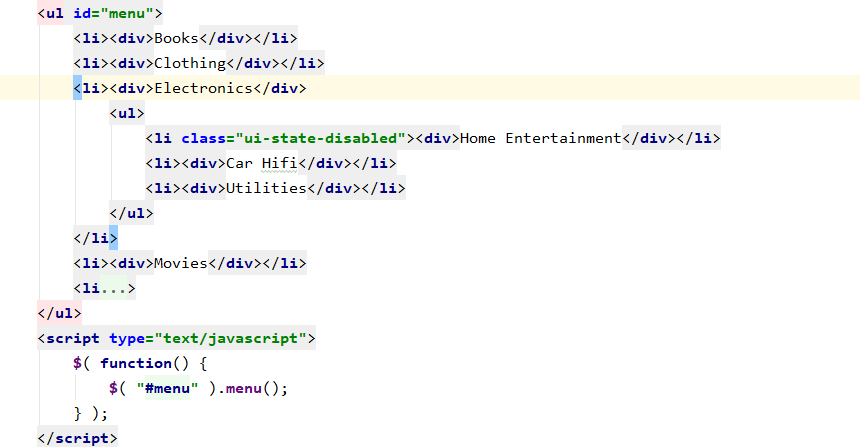 <ul id="menu">
    <li><div>Books</div></li>
    <li><div>Clothing</div></li>
    <li><div>Electronics</div>
        <ul>
            <li class="ui-state-disabled"><div>Home Entertainment</div></li>
            <li><div>Car Hifi</div></li>
            <li><div>Utilities</div></li>
        </ul>
    </li>
    <li><div>Movies</div></li>
    <li...>
</ul>
<script type="text/javascript">
    $( function() {
        $( "#menu" ).menu();
    } );
</script>